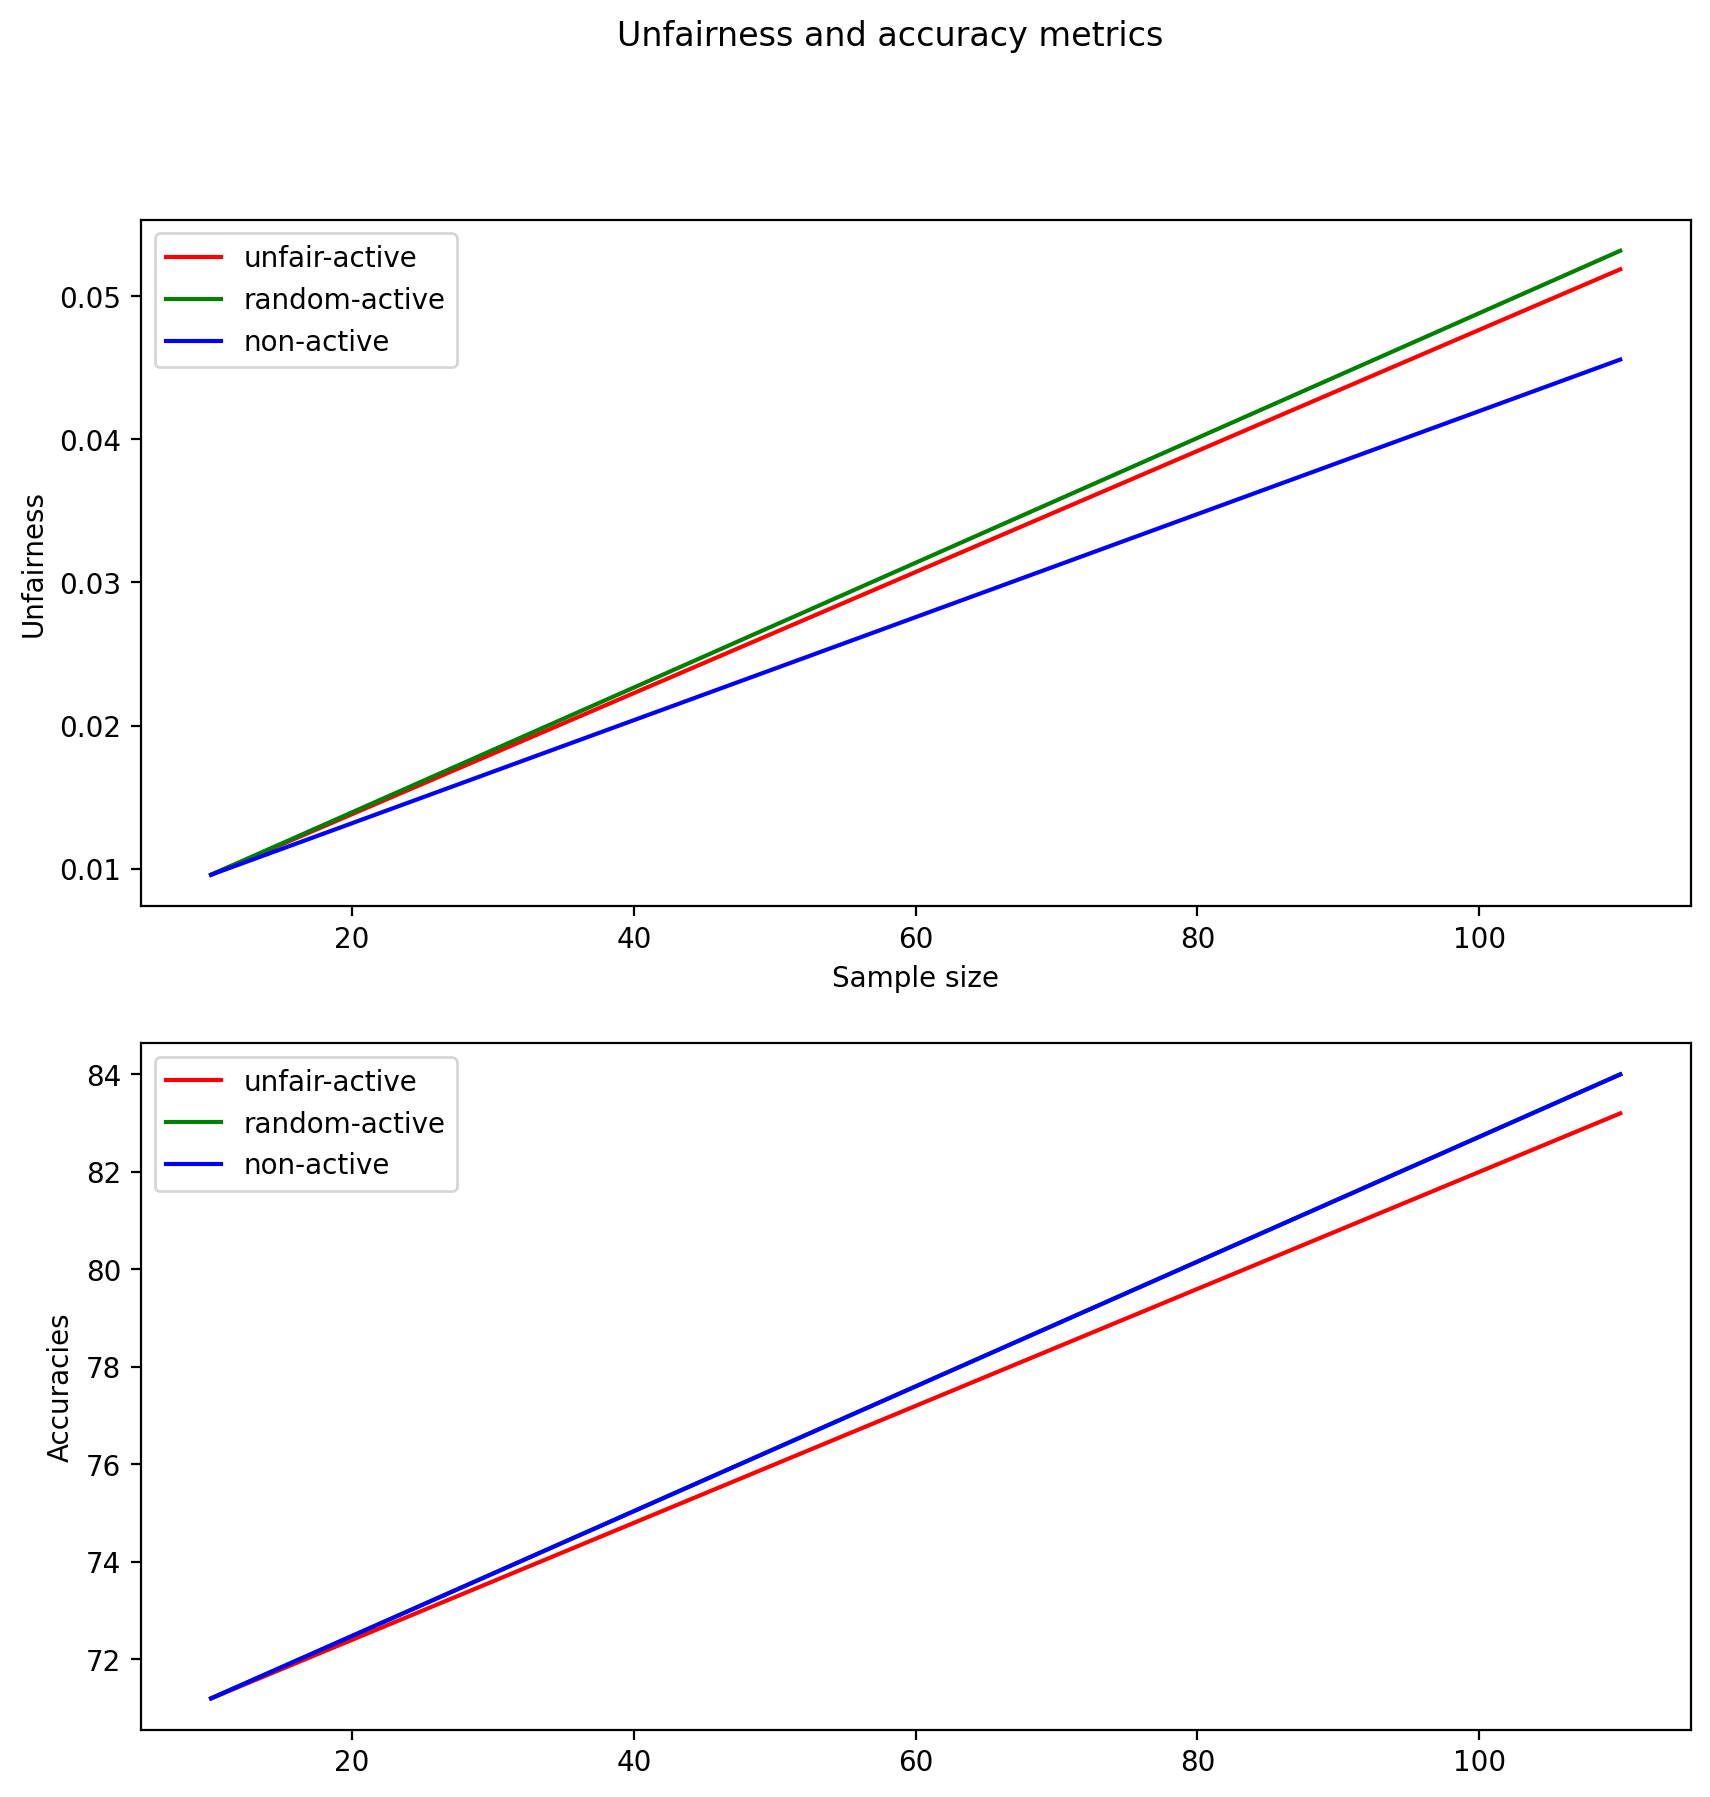 Unfairness and accuracy metrics
unfair-active
random-active
non-active
0.05
0.04
0.03
0.02
0.01
Unfairness
20 40 60 80 100
Sample size
unfair-active
random-active
non-active
84
82
80
78
76
74
72
Accuracies
20 40 60 80 100